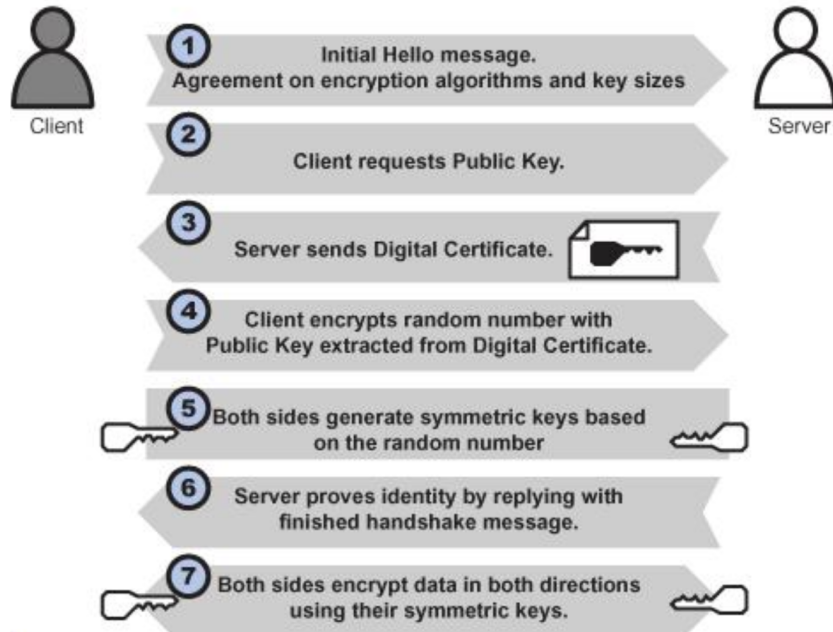 Client
Server
1
Initial Hello message.
Agreement on encryption algorithms and key sizes
2
Client requests Public Key.
3
Server sends Digital Certificate.
4
Client encrypts random number with
Public Key extracted from Digital Certificate.
5
Both sides generate symmetric keys based
on the random number
6
Server proves identity by replying with
finished handshake message.
7
Both sides encrypt data in both directions
using their symmetric keys.